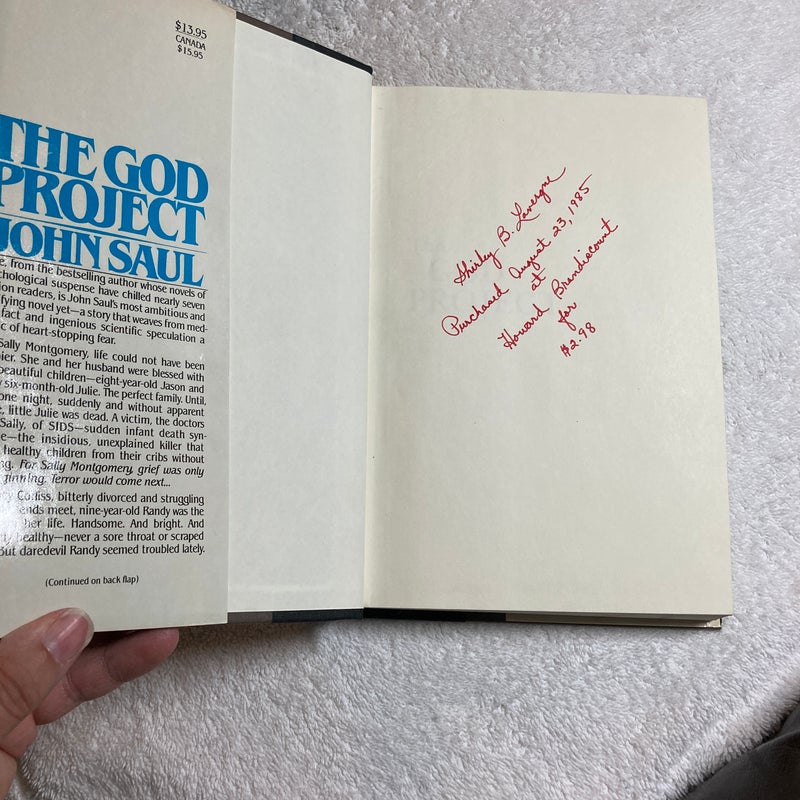 $13.95
CANADA
$15.95
THE GOD
PROJECT
JOHN SAUL
e, from the bestselling author whose novels of
chological suspense have chilled nearly seven
ion readers, is John Saul's most ambitious and
fying novel yet—a story that weaves from med-
fact and ingenious scientific speculation a
c of heart-stopping fear.
Sally Montgomery, life could not have been
ier. She and her husband were blessed with
beautiful children—eight-year-old Jason and
six-month-old Julie. The perfect family. Until,
one night, suddenly and without apparent
, little Julie was dead. A victim, the doctors
Sally, of SIDS—sudden infant death syn-
e—the insidious, unexplained killer that
healthy children from their cribs without
ng. For Sally Montgomery, grief was only
ginning. Terror would come next...
cy Corliss, bitterly divorced and struggling
ends meet, nine-year-old Randy was the
her life. Handsome. And bright. And
healthy—never a sore throat or scraped
But daredevil Randy seemed troubled lately.
(Continued on back flap)
Shirley B. Lavergne
Purchased August 23, 1985
at
Howard Brandiscount
for
$2.98